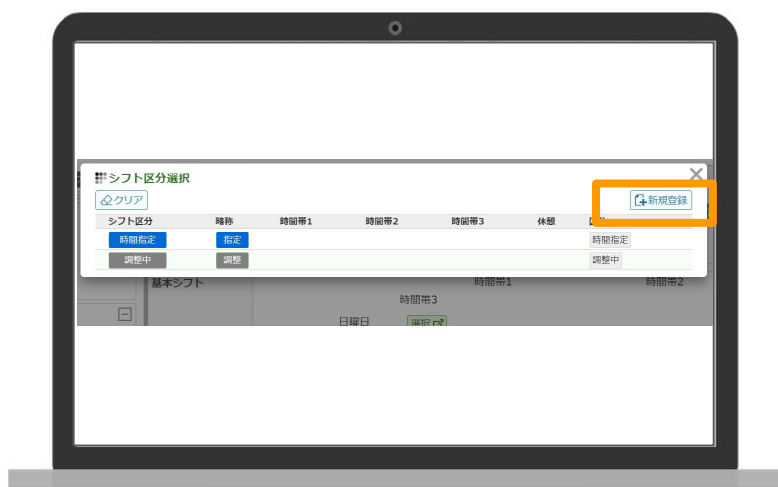 シフト区分選択
クリア
新規登録
シフト区分 略称 時間帯1 時間帯2 時間帯3 休憩
時間指定 指定 時間指定
調整中 調整 調整中
基本シフト 時間帯1 時間帯2
時間帯3
日曜日 選択